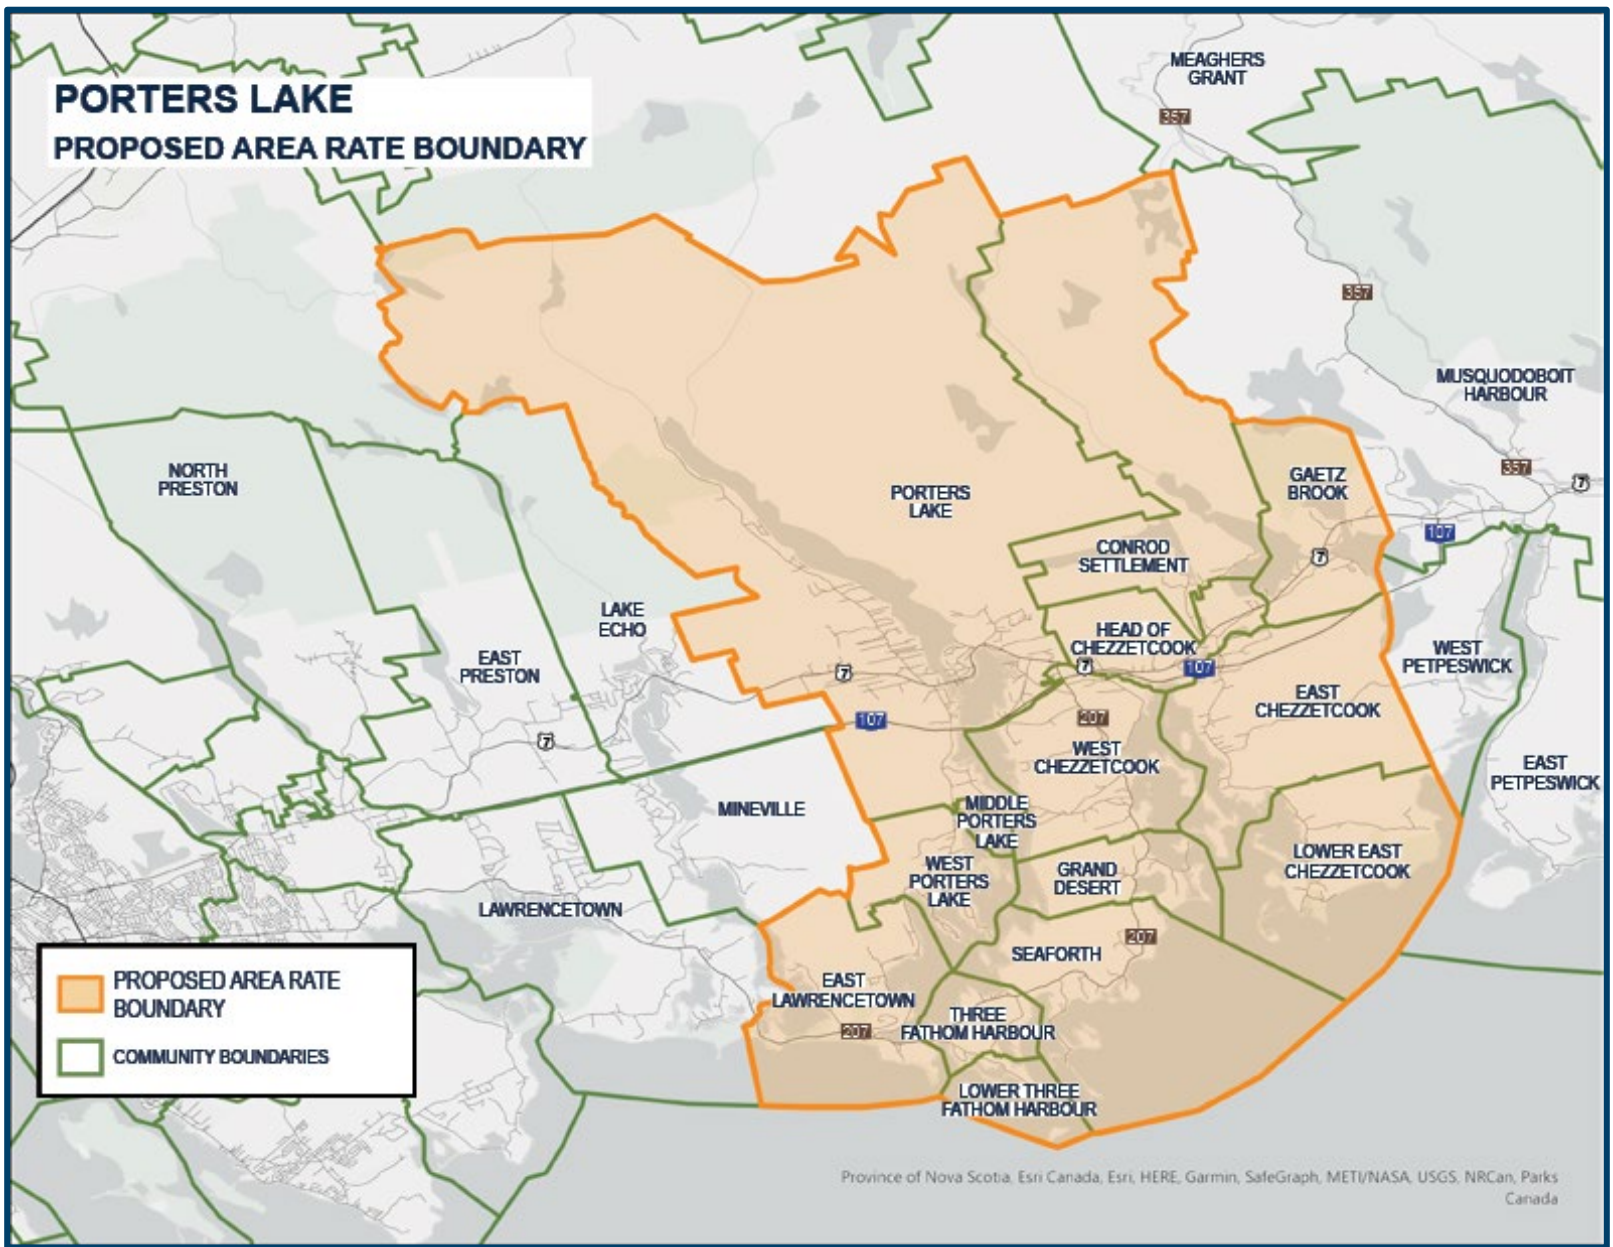 PORTERS LAKE
PROPOSED AREA RATE BOUNDARY
MEAGHERS
GRANT
357
357
MUSQUODOBOIT
HARBOUR
357
7
NORTH
PRESTON
PORTERS
LAKE
GAETZ
BROOK
107
7
CONROD
SETTLEMENT
LAKE
ECHO
HEAD OF
CHEZZETCOOK
7
107
EAST
PRESTON
7
WEST
PETPESWICK
EAST
CHEZZETCOOK
107
207
7
WEST
CHEZZETCOOK
EAST
PETPESWICK
MINEVILLE
MIDDLE
PORTERS
LAKE
WEST
PORTERS
LAKE
GRAND
DESERT
LOWER EAST
CHEZZETCOOK
LAWRENCETOWN
SEAFORTH
207
EAST
LAWRENCETOWN
207
THREE
FATHOM HARBOUR
LOWER THREE
FATHOM HARBOUR
PROPOSED AREA RATE
BOUNDARY
COMMUNITY BOUNDARIES
Province of Nova Scotia, Esri Canada, Esri, HERE, Garmin, SafeGraph, METI/NASA, USGS, NRCan, Parks
Canada